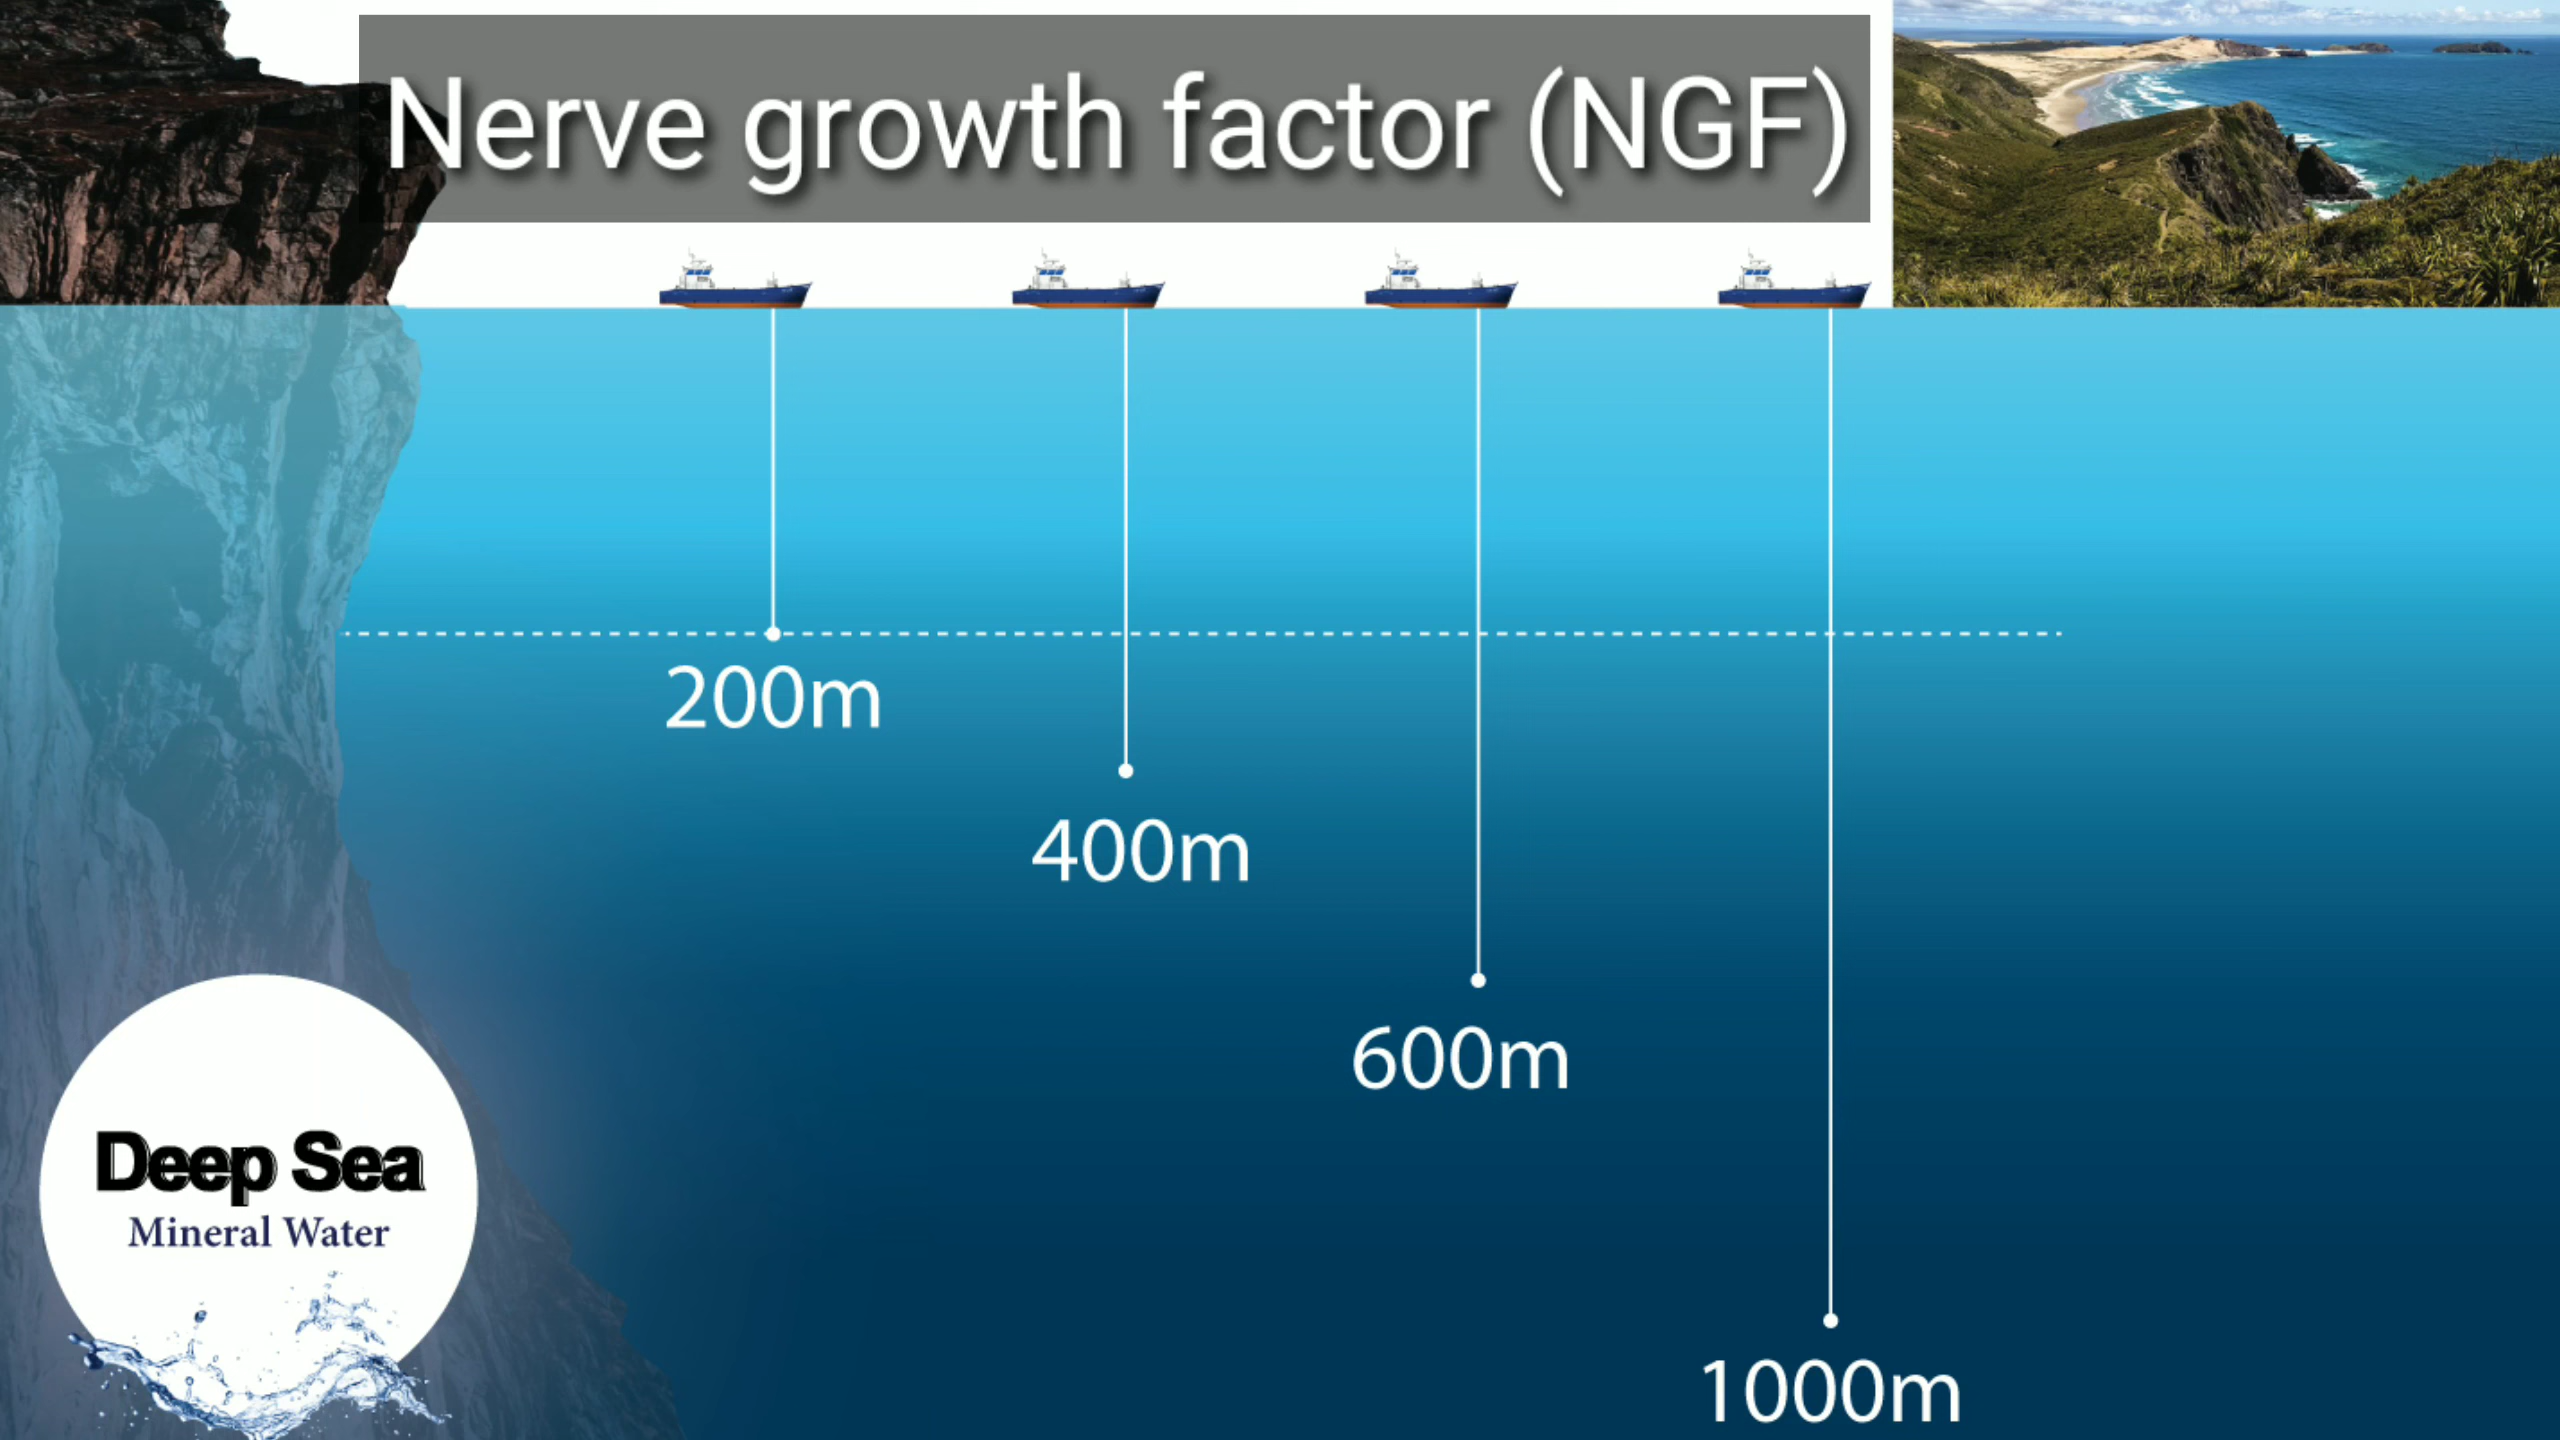 Nerve growth factor (NGF)
200m
400m
600m
1000m
Deep Sea
Mineral Water